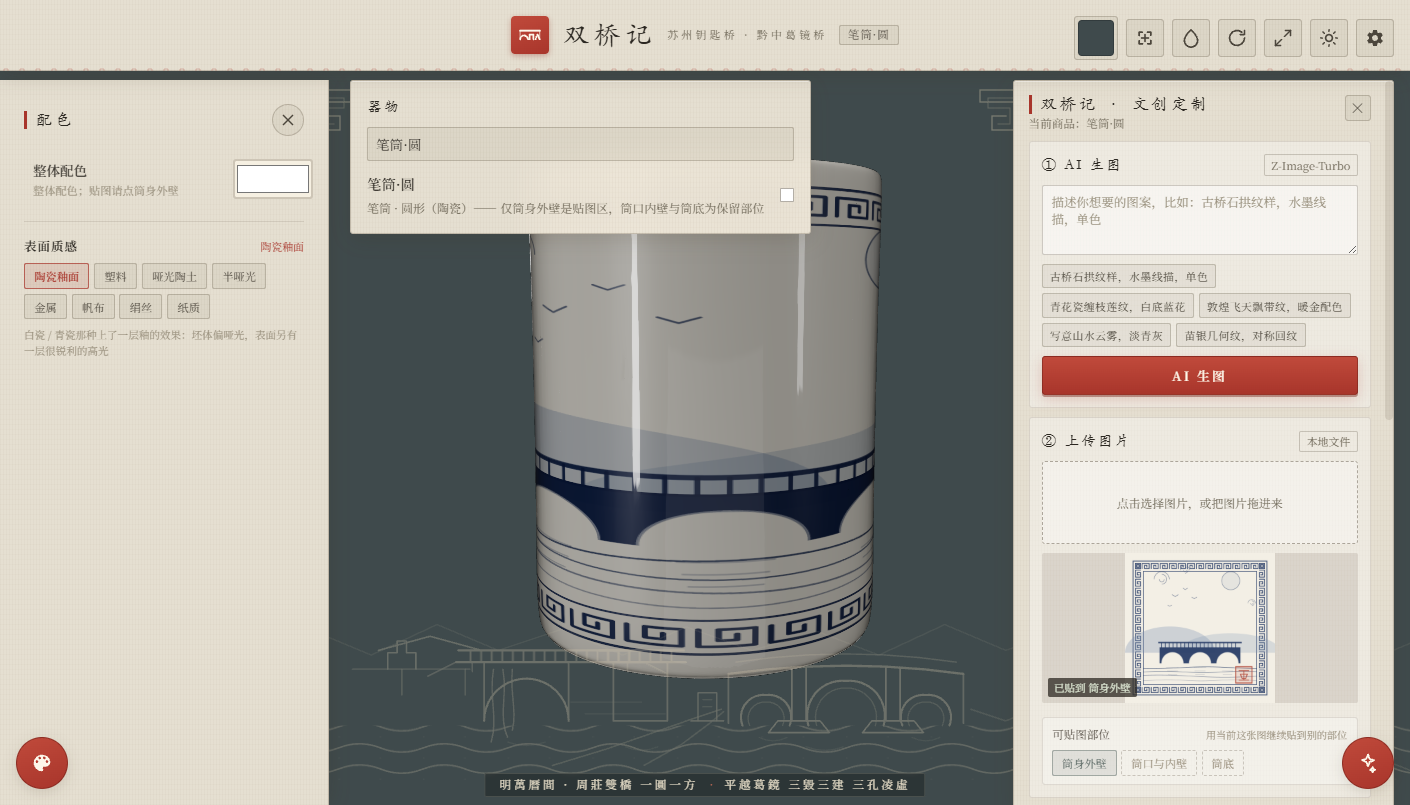 双桥记
苏州钥匙桥 · 黔中葛镜桥
笔筒·圆
配色
整体配色
整体配色；贴图请点筒身外壁
表面质感
陶瓷釉面
陶瓷釉面
塑料
哑光陶土
半哑光
金属
帆布
绢丝
纸质
白瓷 / 青瓷那种上了一层釉的效果：坯体偏哑光，表面另有
一层很锐利的高光
器物
笔筒·圆
笔筒·圆
笔筒 · 圆形（陶瓷）—— 仅筒身外壁是贴图区，筒口内壁与筒底为保留部位
明萬曆間 · 周莊雙橋 一圓一方 · 平越葛鏡 三毀三建 三孔凌虛
双桥记 · 文创定制
当前商品：笔筒·圆
① AI 生图
Z-Image-Turbo
描述你想要的图案，比如：古桥石拱纹样，水墨线
描，单色
古桥石拱纹样，水墨线描，单色
青花瓷缠枝莲纹，白底蓝花
敦煌飞天飘带纹，暖金配色
写意山水云雾，淡青灰
苗银几何纹，对称回纹
AI 生图
② 上传图片
本地文件
点击选择图片，或把图片拖进来
已贴到 筒身外壁
可贴图部位
用当前这张图继续贴到别的部位
筒身外壁
筒口与内壁
筒底